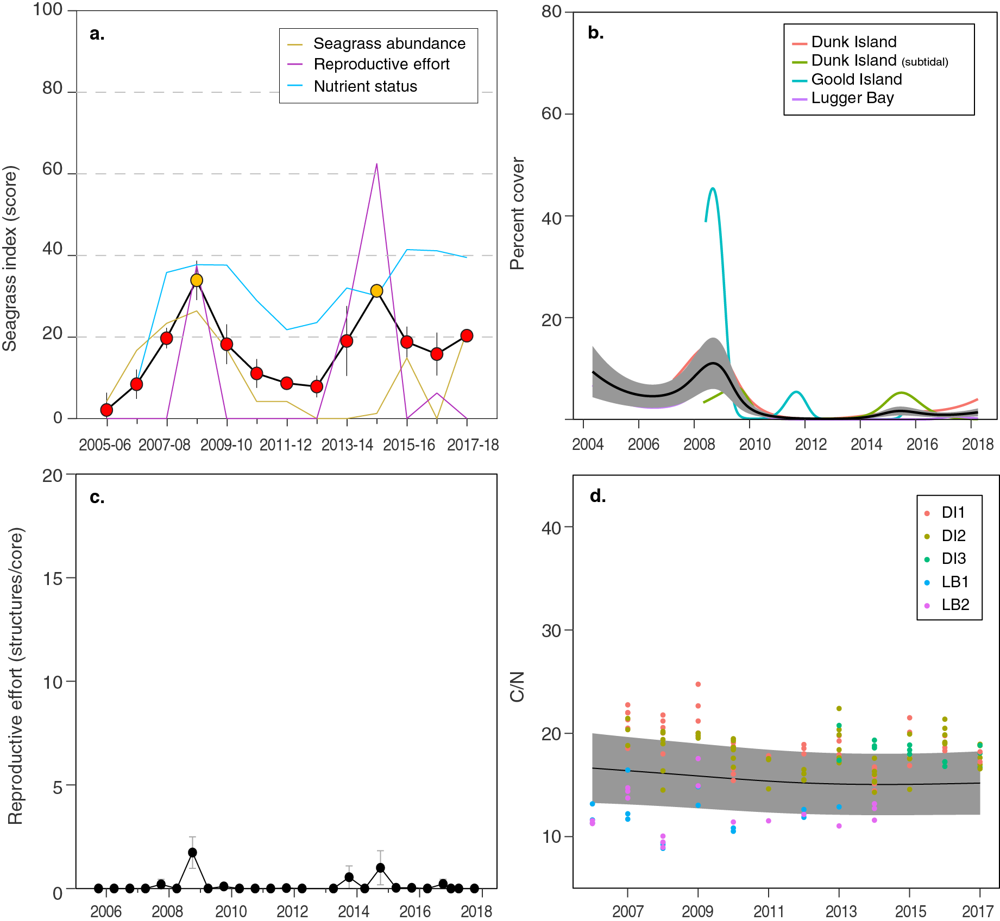 a.
Seagrass abundance
Reproductive effort
Nutrient status
Seagrass index (score)
100
80
60
40
20
0
2005-06 2007-08 2009-10 2011-12 2013-14 2015-16 2017-18
b.
Dunk Island
Dunk Island (subtidal)
Goold Island
Lugger Bay
Percent cover
80
60
40
20
2004 2006 2008 2010 2012 2014 2016 2018
c.
Reproductive effort (structures/core)
20
15
10
5
0
2006 2008 2010 2012 2014 2016 2018
d.
DI1
DI2
DI3
LB1
LB2
C/N
40
30
20
10
2007 2009 2011 2013 2015 2017